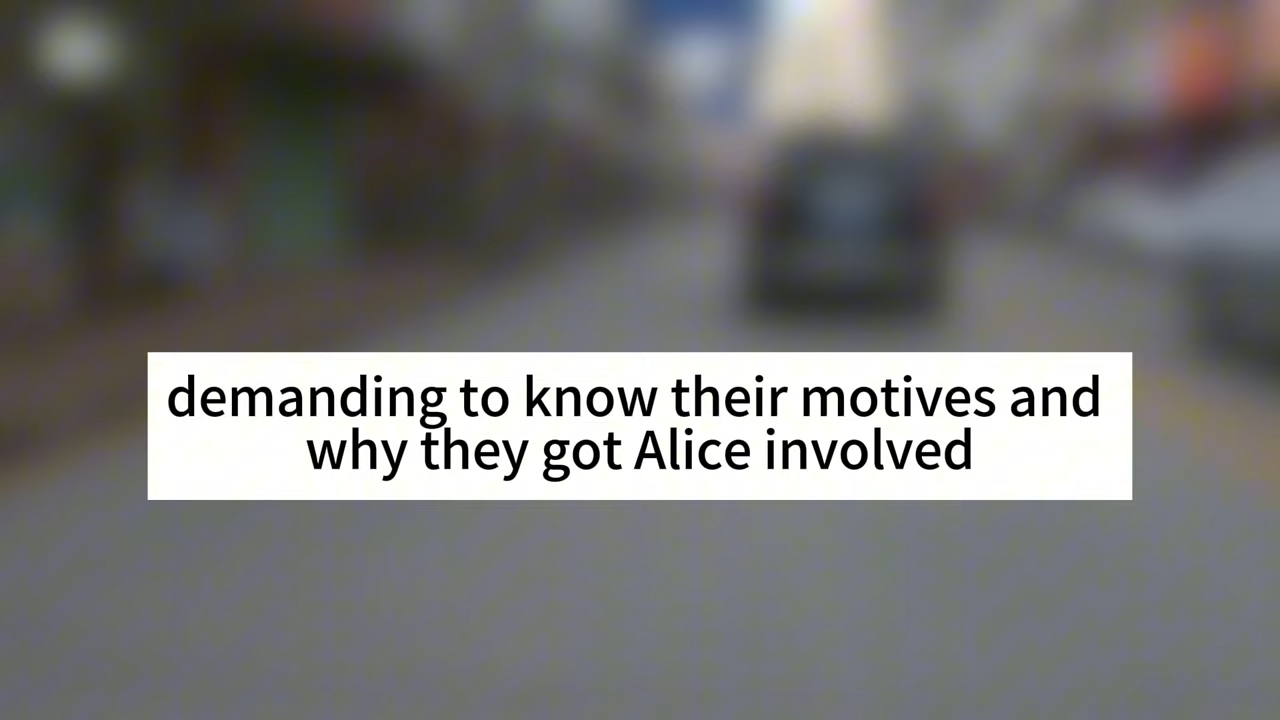 demanding to know their motives and
why they got Alice involved